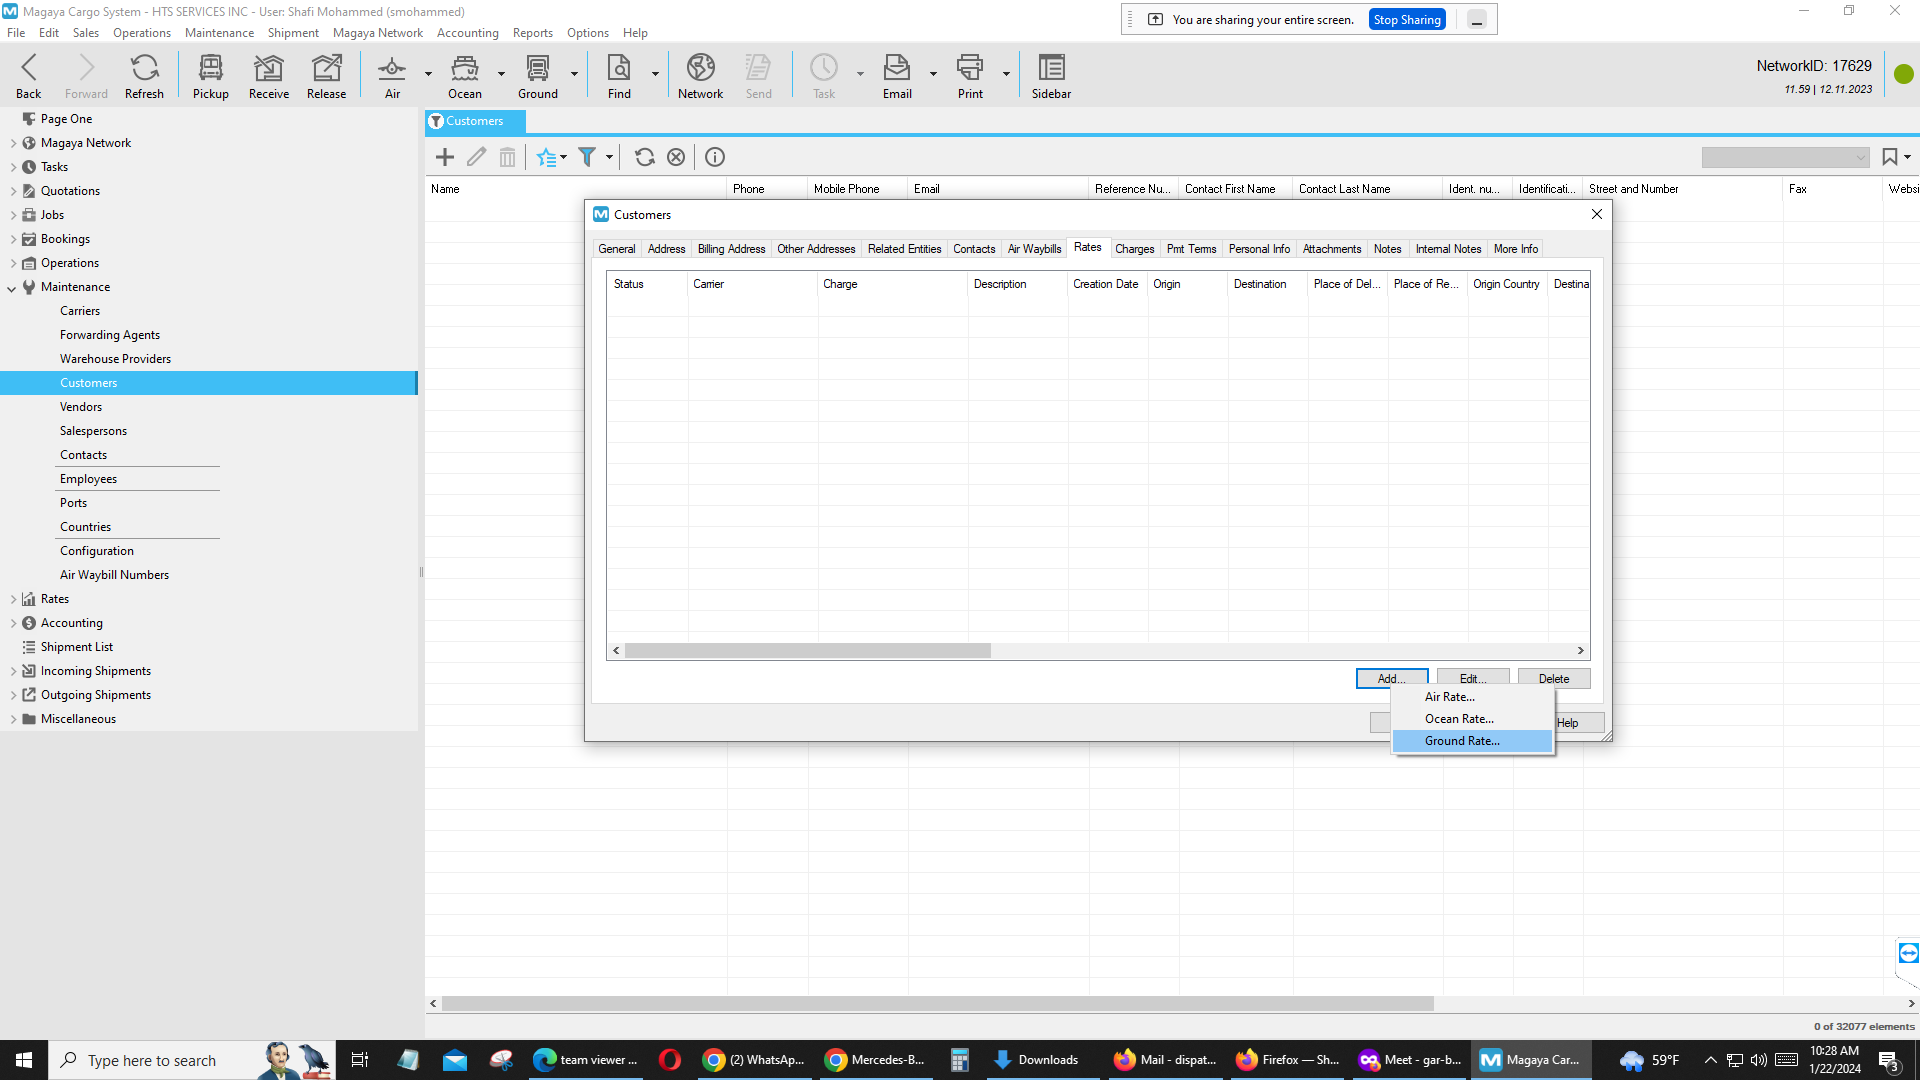 Magaya Cargo System - HTS SERVICES INC - User: Shafi Mohammed (smohammed)
You are sharing your entire screen.
Stop Sharing
File Edit Sales Operations Maintenance Shipment Magaya Network Accounting Reports Options Help
Back Forward Refresh Pickup Receive Release Air Ocean Ground Find Network Send Task Email Print Sidebar
NetworkID: 17629
11.59 | 12.11.2023
Page One
Magaya Network
Tasks
Quotations
Jobs
Bookings
Operations
Maintenance
Carriers
Forwarding Agents
Warehouse Providers
Customers
Vendors
Salespersons
Contacts
Employees
Ports
Countries
Configuration
Air Waybill Numbers
Rates
Accounting
Shipment List
Incoming Shipments
Outgoing Shipments
Miscellaneous
Customers
Name Phone Mobile Phone Email Reference Nu... Contact First Name Contact Last Name Ident. nu... Identificati... Street and Number Fax Websi
Customers
General Address Billing Address Other Addresses Related Entities Contacts Air Waybills Rates Charges Pmt Terms Personal Info Attachments Notes Internal Notes More Info
Status Carrier Charge Description Creation Date Origin Destination Place of Del... Place of Re... Origin Country Destina
Add... Edit... Delete
Air Rate...
Ocean Rate...
Ground Rate...
Help
0 of 32077 elements
Type here to search
team viewer ...
(2) WhatsAp...
Mercedes-B...
Downloads
Mail - dispat...
Firefox — Sh...
Meet - gar-b...
Magaya Car...
59°F
10:28 AM
1/22/2024
3